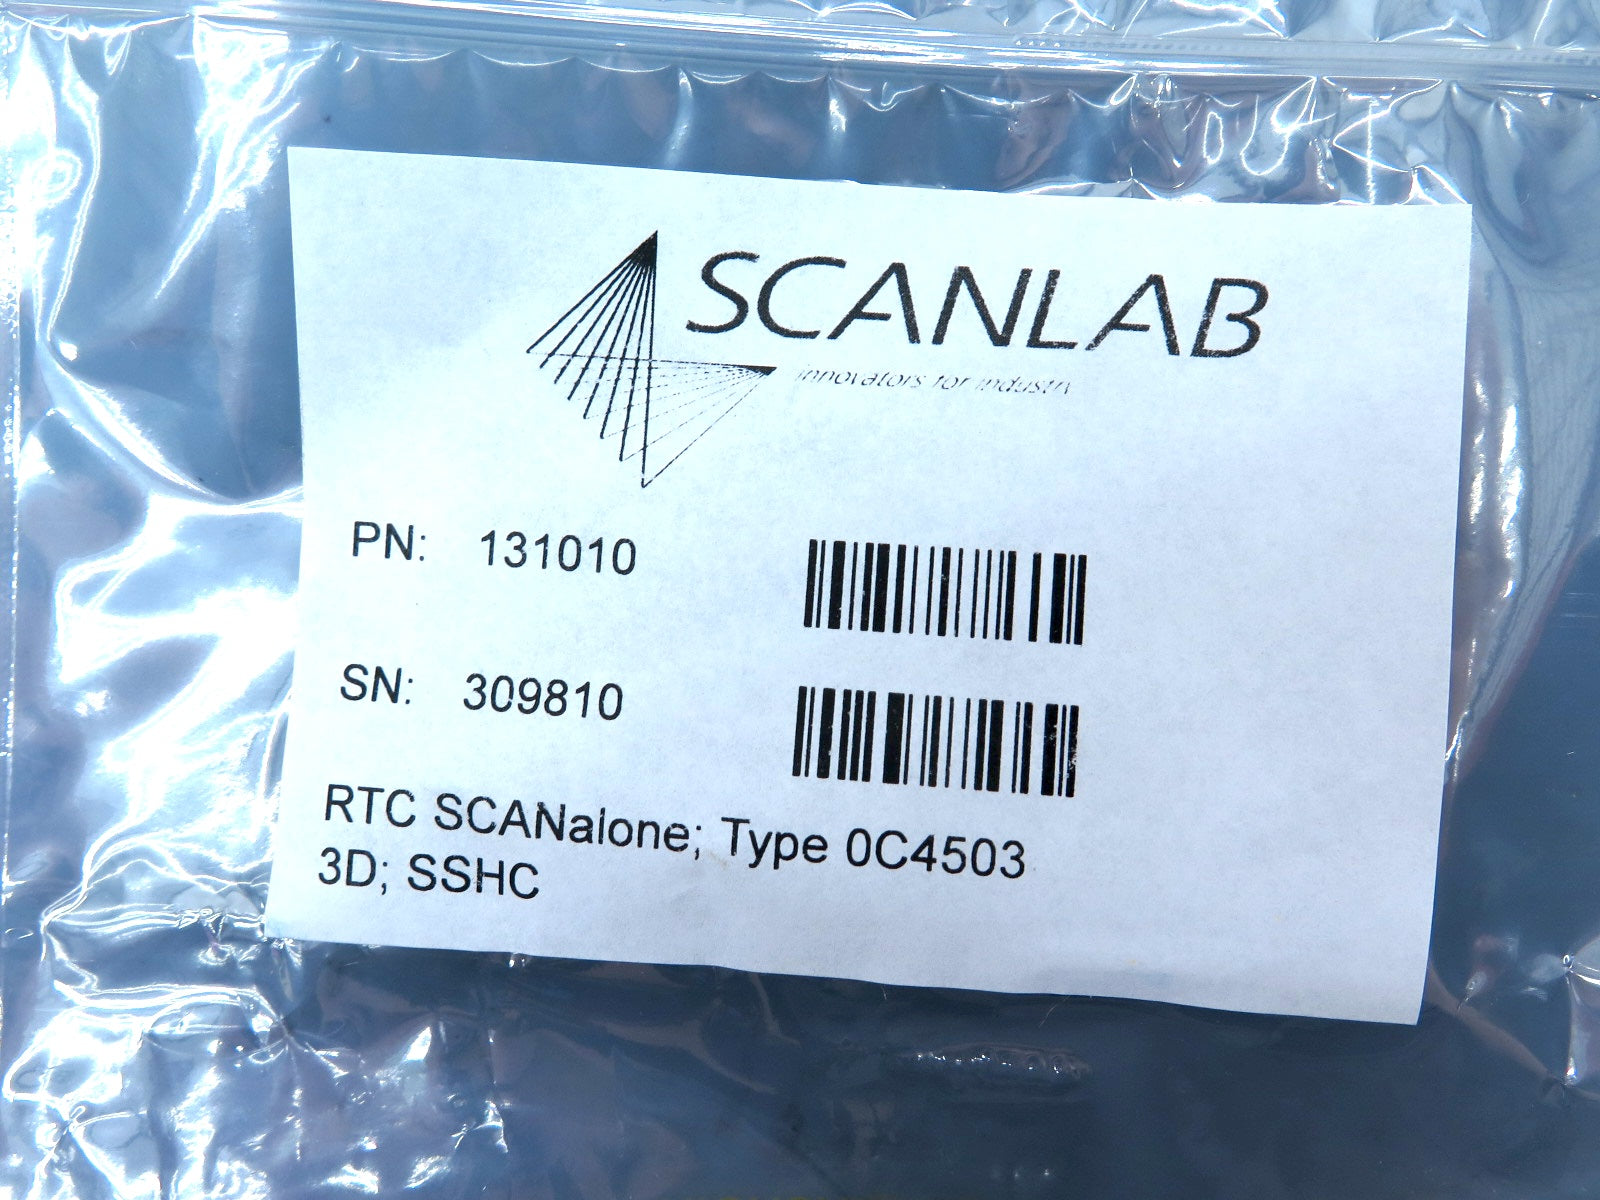 SCANLAB
innovators for industry
PN: 131010
SN: 309810
RTC SCANalone; Type 0C4503
3D; SSHC